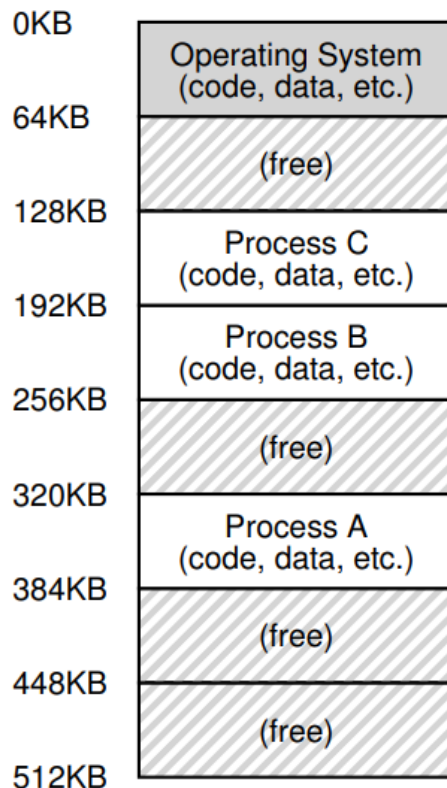 0KB
Operating System
(code, data, etc.)
64KB
(free)
128KB
Process C
(code, data, etc.)
192KB
Process B
(code, data, etc.)
256KB
(free)
320KB
Process A
(code, data, etc.)
384KB
(free)
448KB
(free)
512KB